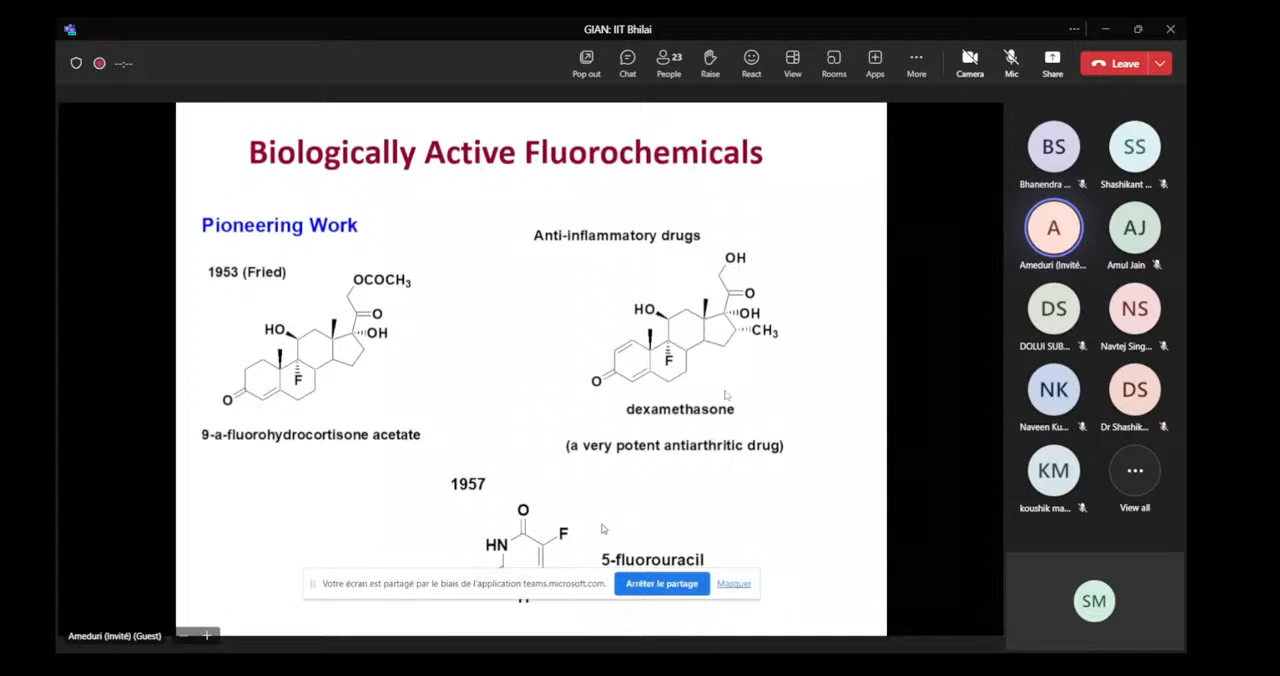 GIAN: IIT Bhilai
--:--
Pop out
Chat
23
People
Raise
React
View
Rooms
Apps
More
Camera
Mic
Share
Leave
Biologically Active Fluorochemicals
Pioneering Work
1953 (Fried)
OCOCH3
O
HO
OH
F
O
9-a-fluorohydrocortisone acetate
Anti-inflammatory drugs
OH
O
HO
OH
CH3
F
O
dexamethasone
(a very potent antiarthritic drug)
1957
O
F
HN
5-fluorouracil
Votre écran est partagé par le biais de l'application teams.microsoft.com.
Arrêter le partage
Masquer
Ameduri (Invité) (Guest)
BS
Bhanendra ...
SS
Shashikant ...
A
Ameduri (Invité...
AJ
Amul Jain
DS
DOLUI SUB...
NS
Navtej Sing...
NK
Naveen Ku...
DS
Dr Shashik...
KM
koushik ma...
View all
SM